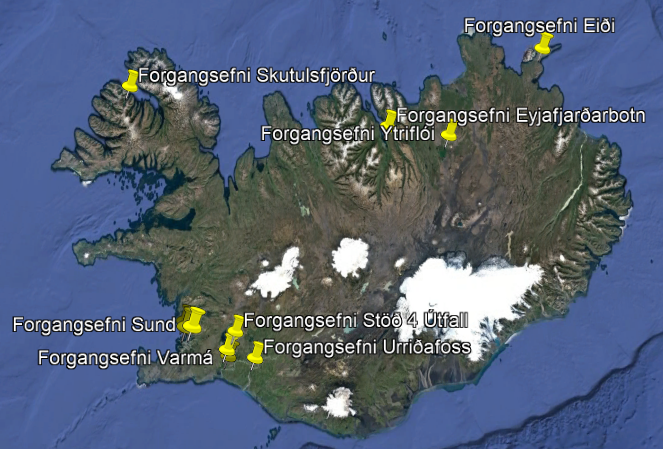 Forgangsefni Eiði
Forgangsefni Skutulsfjörður
Forgangsefni Eyjafjarðarbotn
Forgangsefni Ytriflói
Forgangsefni Sund
Forgangsefni Stöð 4 Útfall
Forgangsefni Varmá
Forgangsefni Urriðafoss